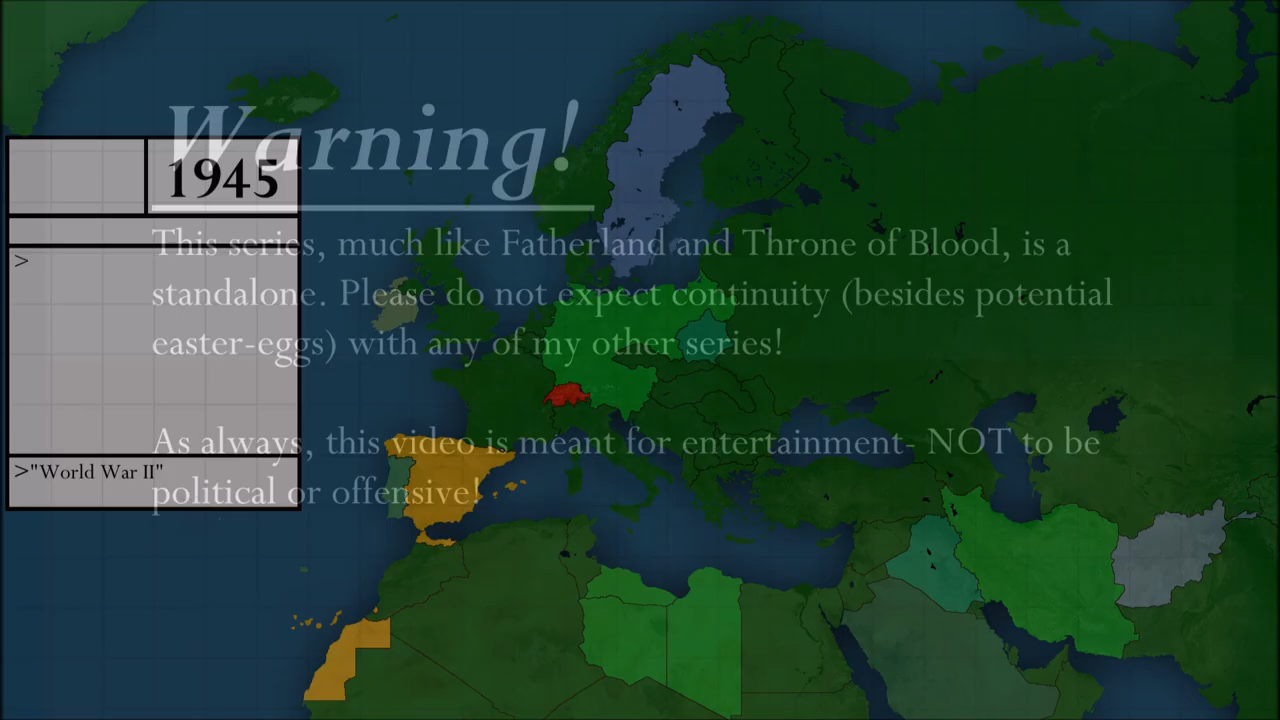 Warning!
1945
This series, much like Fatherland and Throne of Blood, is a
>
standalone. Please do not expect continuity (besides potential
easter-eggs) with any of my other series!
As always, this video is meant for entertainment- NOT to be
>"World War II"
political or offensive!